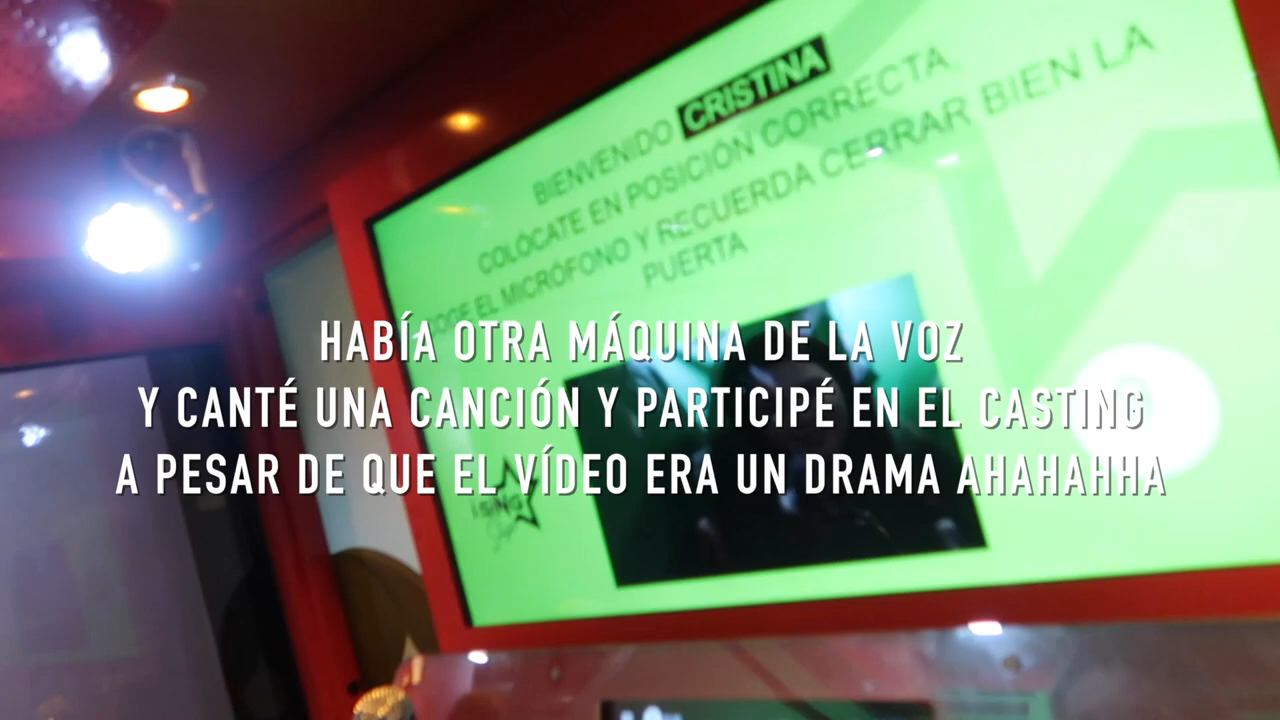 BIENVENIDO CRISTINA
COLÓCATE EN POSICIÓN CORRECTA,
COGE EL MICRÓFONO Y RECUERDA CERRAR BIEN LA
PUERTA
HABÍA OTRA MÁQUINA DE LA VOZ
Y CANTÉ UNA CANCIÓN Y PARTICIPÉ EN EL CASTING
A PESAR DE QUE EL VÍDEO ERA UN DRAMA AHAHAHHA
iSING